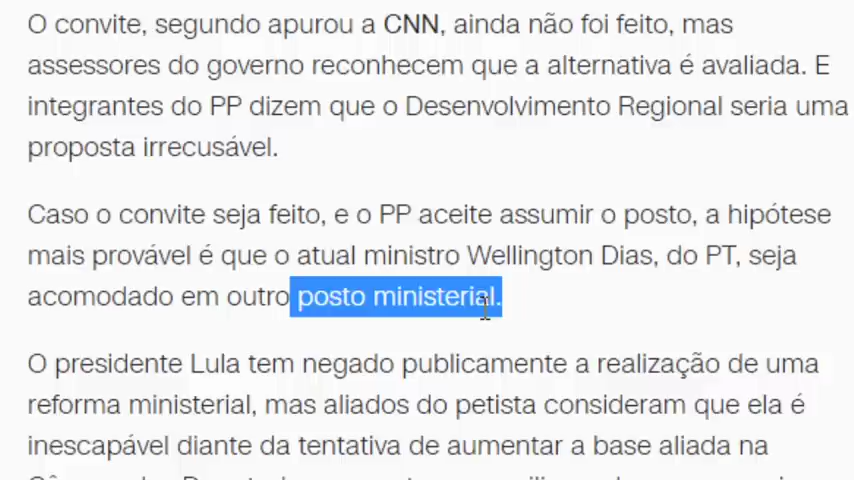 O convite, segundo apurou a CNN, ainda não foi feito, mas
assessores do governo reconhecem que a alternativa é avaliada. E
integrantes do PP dizem que o Desenvolvimento Regional seria uma
proposta irrecusável.
Caso o convite seja feito, e o PP aceite assumir o posto, a hipótese
mais provável é que o atual ministro Wellington Dias, do PT, seja
acomodado em outro posto ministerial.
O presidente Lula tem negado publicamente a realização de uma
reforma ministerial, mas aliados do petista consideram que ela é
inescapável diante da tentativa de aumentar a base aliada na